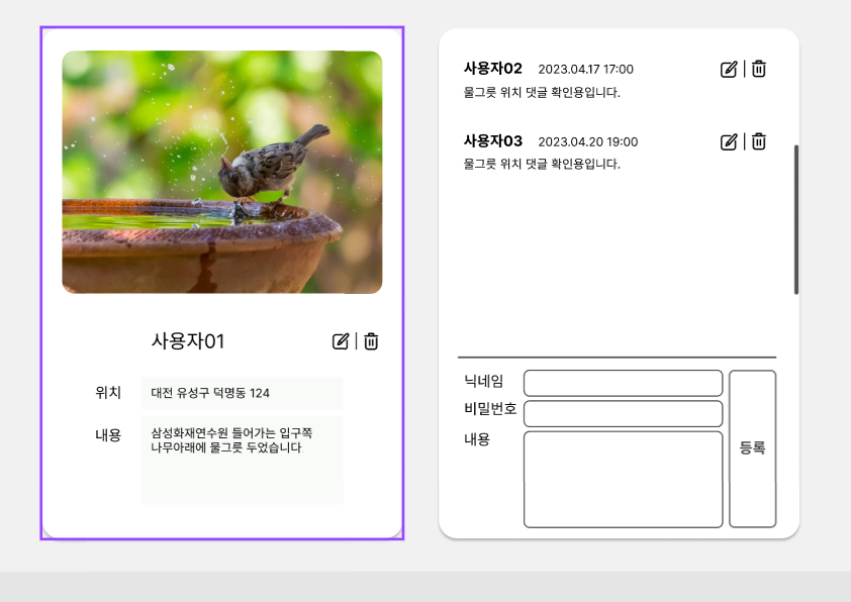 사용자01
위치
대전 유성구 덕명동 124
내용
삼성화재연수원 들어가는 입구쪽
나무아래에 물그릇 두었습니다
사용자02 2023.04.17 17:00
물그릇 위치 댓글 확인용입니다.
사용자03 2023.04.20 19:00
물그릇 위치 댓글 확인용입니다.
닉네임
비밀번호
내용
등록